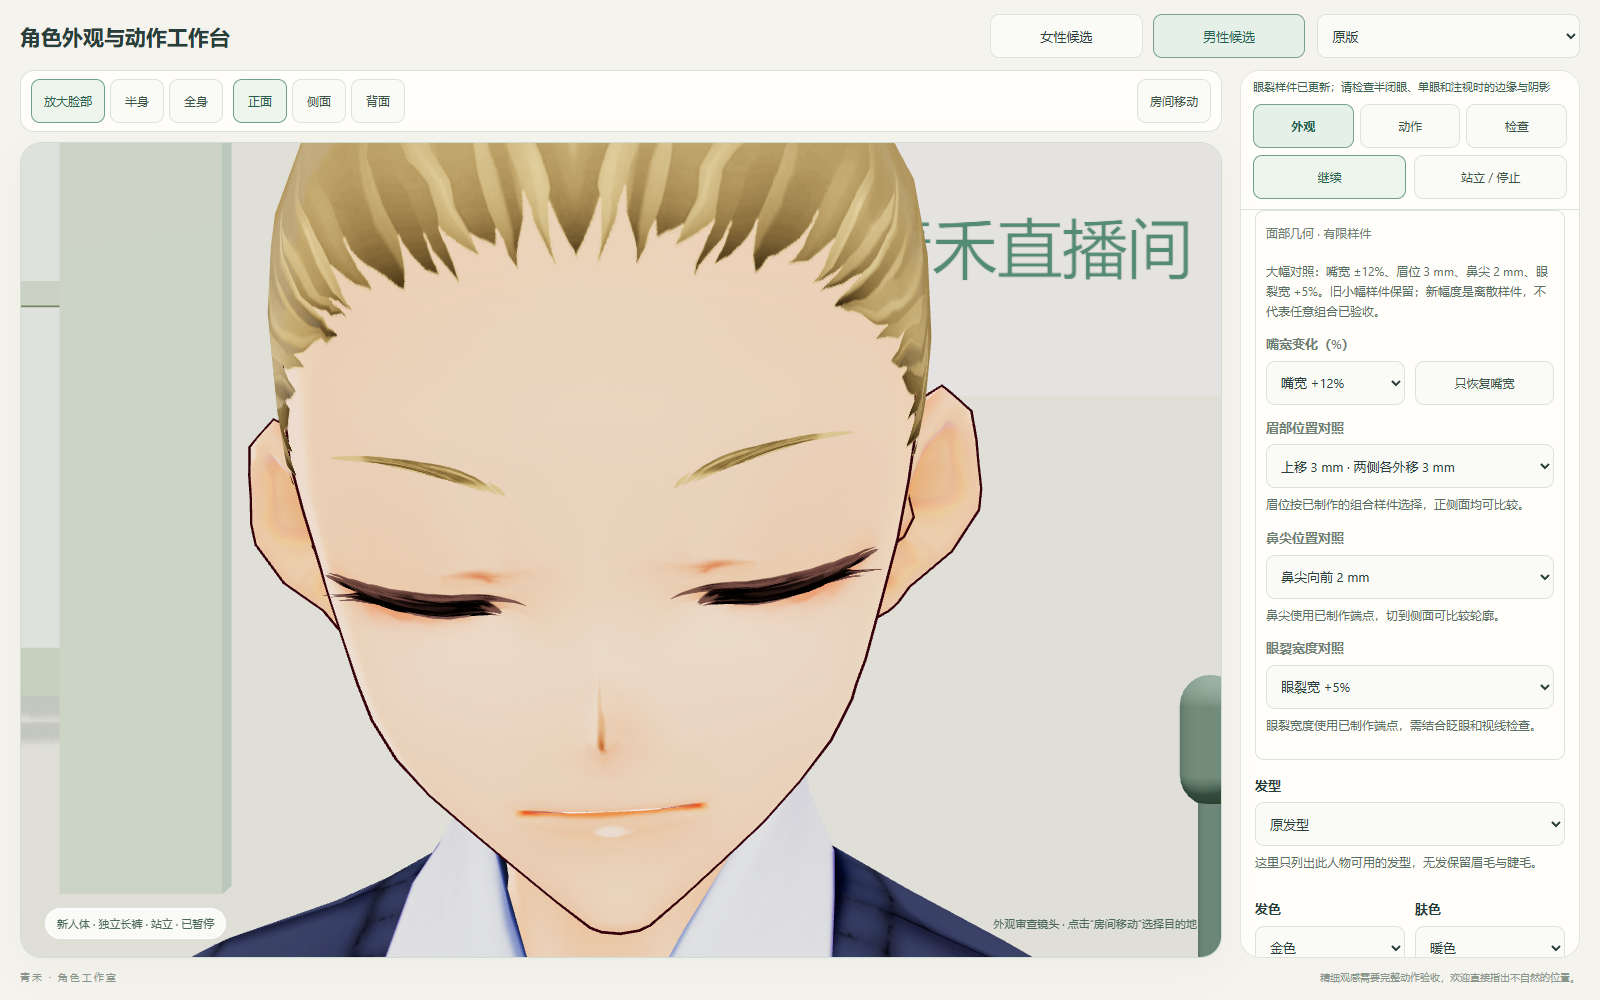 角色外观与动作工作台
女性候选
男性候选
原版
放大脸部
半身
全身
正面
侧面
背面
房间移动
禾直播间
新人体 · 独立长裤 · 站立 · 已暂停
外观审查镜头 · 点击“房间移动”选择目的地
眼裂样件已更新；请检查半闭眼、单眼和注视时的边缘与阴影
外观
动作
检查
继续
站立 / 停止
面部几何 · 有限样件
大幅对照：嘴宽 ±12%、眉位 3 mm、鼻尖 2 mm、眼
裂宽 +5%。旧小幅样件保留；新幅度是离散样件，不
代表任意组合已验收。
嘴宽变化（%）
嘴宽 +12%
只恢复嘴宽
眉部位置对照
上移 3 mm · 两侧各外移 3 mm
眉位按已制作的组合样件选择，正侧面均可比较。
鼻尖位置对照
鼻尖向前 2 mm
鼻尖使用已制作端点，切到侧面可比较轮廓。
眼裂宽度对照
眼裂宽 +5%
眼裂宽度使用已制作端点，需结合眨眼和视线检查。
发型
原发型
这里只列出此人物可用的发型，无发保留眉毛与睫毛。
发色
肤色
金色
暖色
青禾 · 角色工作室
精细观感需要完整动作验收，欢迎直接指出不自然的位置。